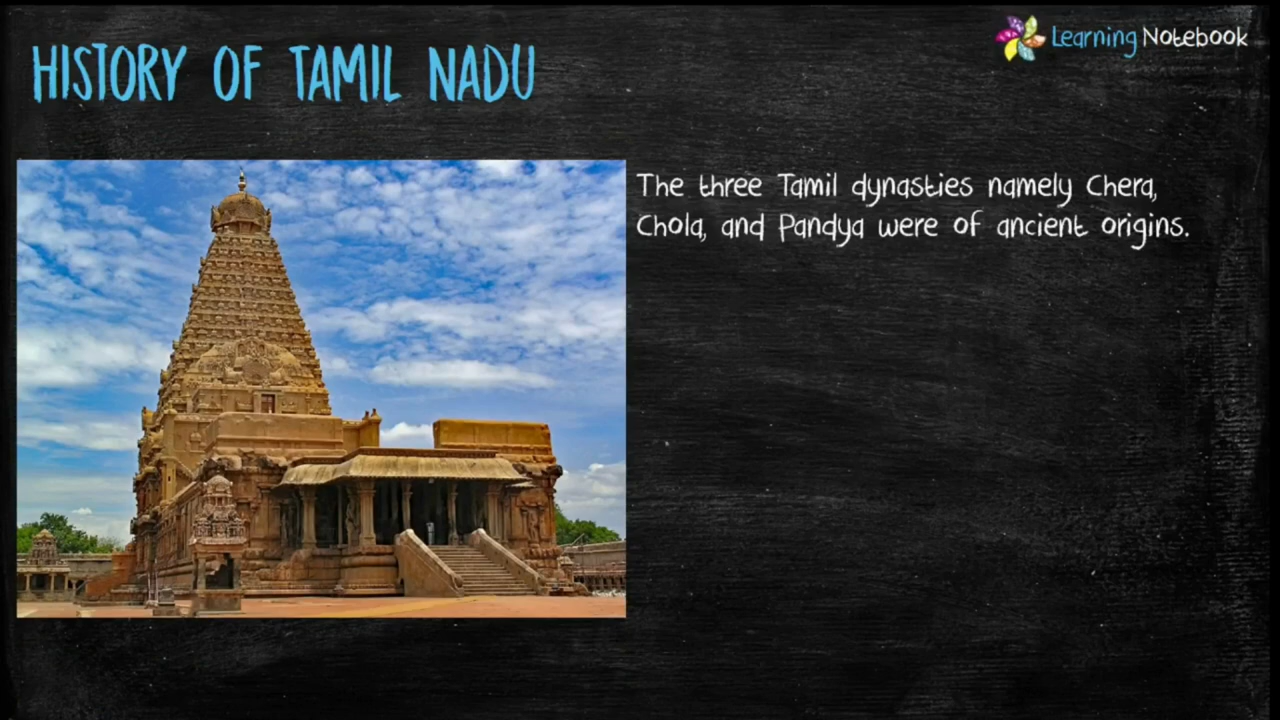 HISTORY OF TAMIL NADU
Learning Notebook
The three Tamil dynasties namely Chera,
Chola, and Pandya were of ancient origins.